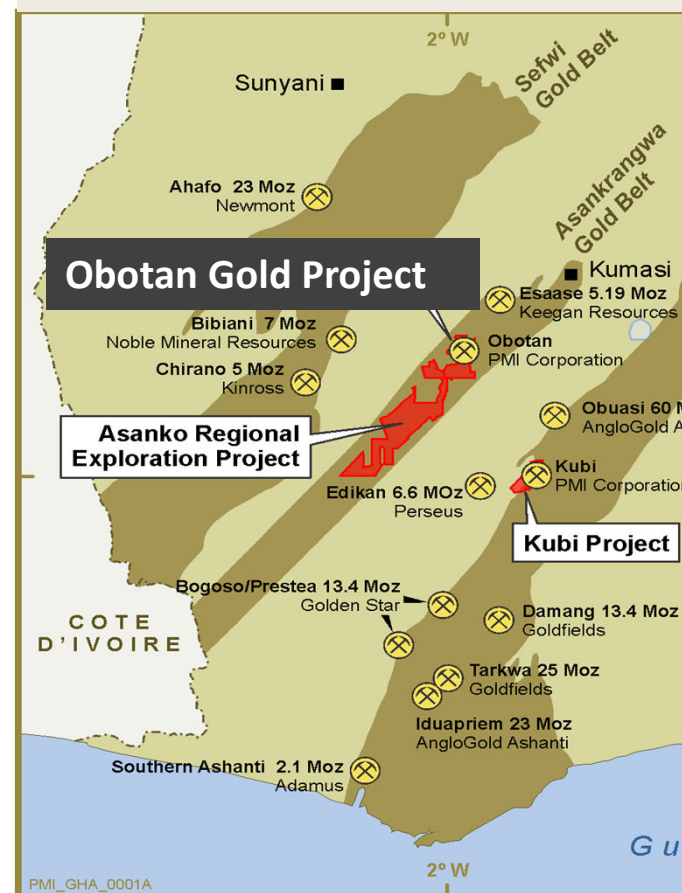 2° W
Sunyani
Sefwi
Gold Belt
Asankrangwa
Gold Belt
Ahafo 23 Moz
Newmont
Obotan Gold Project
Kumasi
Esaase 5.19 Moz
Keegan Resources
Bibiani 7 Moz
Noble Mineral Resources
Obotan
PMI Corporation
Chirano 5 Moz
Kinross
Obuasi 60 M
AngloGold A
Asanko Regional
Exploration Project
Kubi
PMI Corporation
Edikan 6.6 MOz
Perseus
Kubi Project
Bogoso/Prestea 13.4 Moz
Golden Star
COTE
D'IVOIRE
Damang 13.4 Moz
Goldfields
Tarkwa 25 Moz
Goldfields
Iduapriem 23 Moz
AngloGold Ashanti
Southern Ashanti 2.1 Moz
Adamus
Gu
2° W
PMI_GHA_0001A